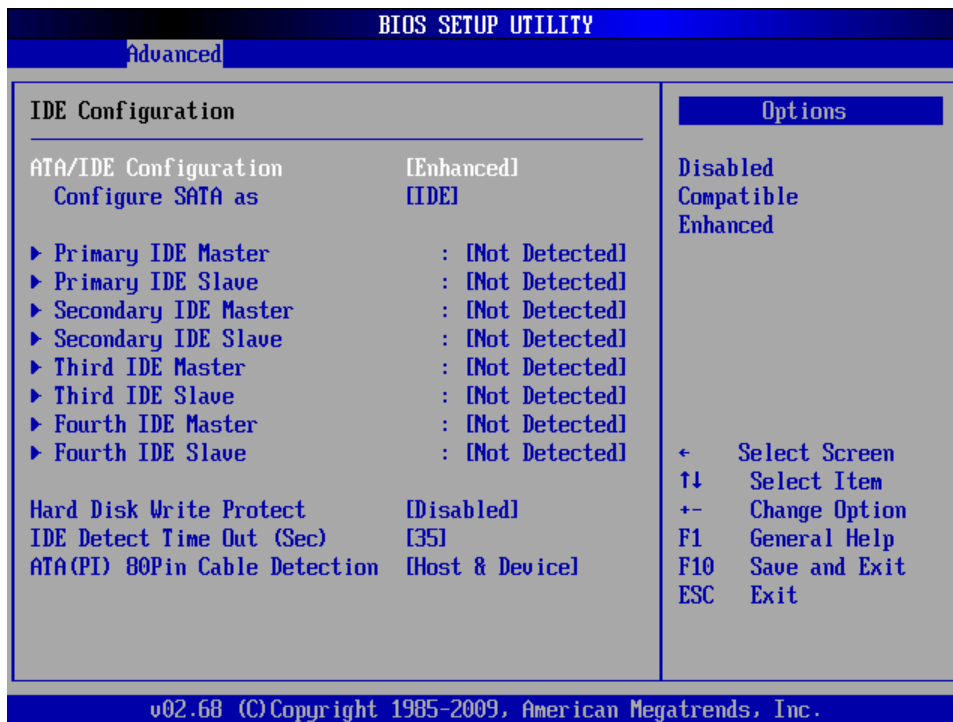 BIOS SETUP UTILITY
Advanced
IDE Configuration
ATA/IDE Configuration [Enhanced]
Configure SATA as [IDE]
▶ Primary IDE Master : [Not Detected]
▶ Primary IDE Slave : [Not Detected]
▶ Secondary IDE Master : [Not Detected]
▶ Secondary IDE Slave : [Not Detected]
▶ Third IDE Master : [Not Detected]
▶ Third IDE Slave : [Not Detected]
▶ Fourth IDE Master : [Not Detected]
▶ Fourth IDE Slave : [Not Detected]
Hard Disk Write Protect [Disabled]
IDE Detect Time Out (Sec) [35]
ATA(PI) 80Pin Cable Detection [Host & Device]
Options
Disabled
Compatible
Enhanced
← Select Screen
↑↓ Select Item
+- Change Option
F1 General Help
F10 Save and Exit
ESC Exit
v02.68 (C)Copyright 1985-2009, American Megatrends, Inc.